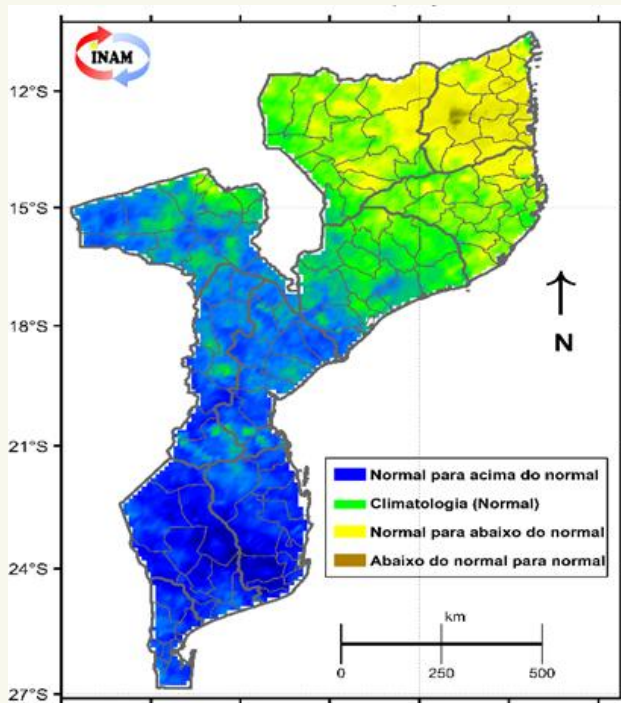 INAM
12°S
15°S
18°S
N
21°S
Normal para acima do normal
Climatologia (Normal)
Normal para abaixo do normal
Abaixo do normal para normal
24°S
km
0 250 500
27°S